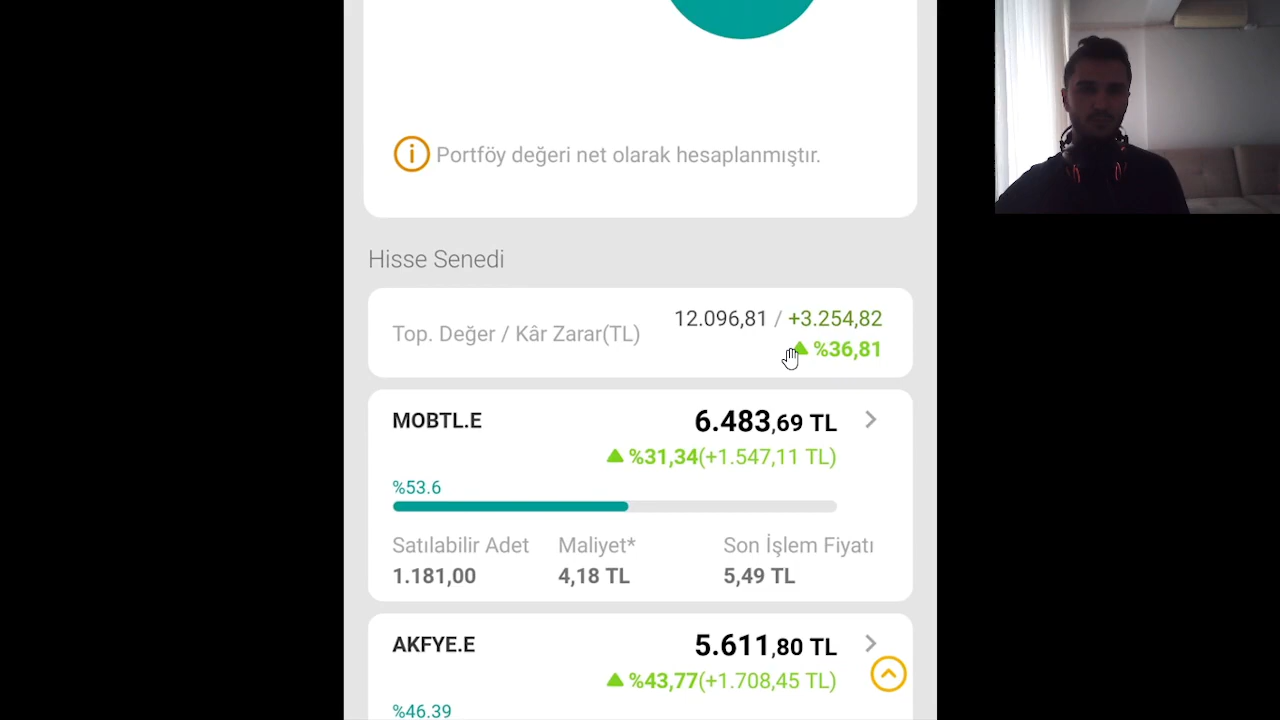 Portföy değeri net olarak hesaplanmıştır.
Hisse Senedi
Top. Değer / Kâr Zarar(TL)
12.096,81 / +3.254,82
%36,81
MOBTL.E
6.483,69 TL
%31,34(+1.547,11 TL)
%53.6
Satılabilir Adet Maliyet* Son İşlem Fiyatı
1.181,00 4,18 TL 5,49 TL
AKFYE.E
5.611,80 TL
%43,77(+1.708,45 TL)
%46.39